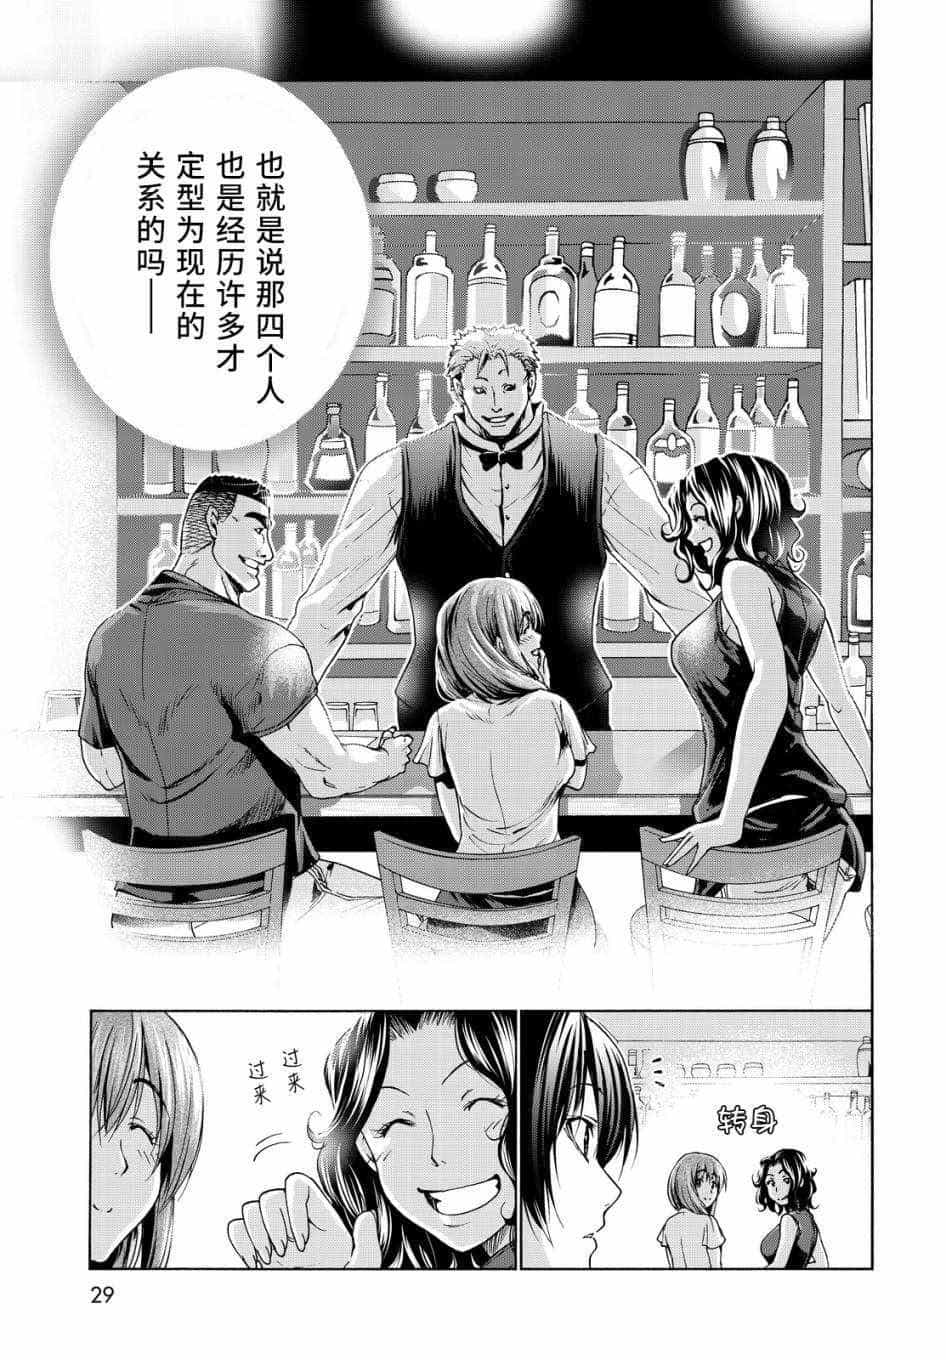 也就是说那四个人
也是经历许多才
定型为现在的
关系的吗——
转身
过来
过来
29